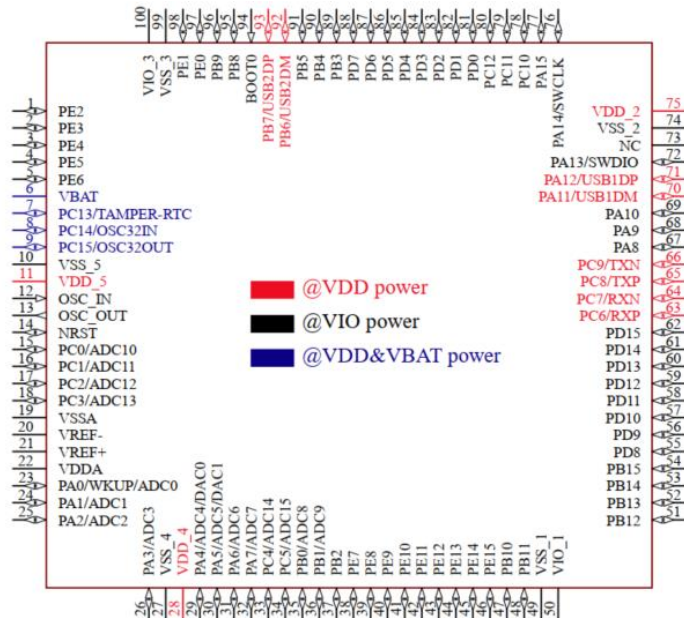 100 99 98 97 96 95 94 93 92 91 90 89 88 87 86 85 84 83 82 81 80 79 78 77 76
VIO_3
VSS_3
PE1
PE0
PB9
PB8
BOOT0
PB7/USB2DP
PB6/USB2DM
PB5
PB4
PB3
PD7
PD6
PD5
PD4
PD3
PD2
PD1
PD0
PC12
PC11
PC10
PA15
PA14/SWCLK
1 PE2
2 PE3
3 PE4
4 PE5
5 PE6
6 VBAT
7 PC13/TAMPER-RTC
8 PC14/OSC32IN
9 PC15/OSC32OUT
10 VSS_5
11 VDD_5
12 OSC_IN
13 OSC_OUT
14 NRST
15 PC0/ADC10
16 PC1/ADC11
17 PC2/ADC12
18 PC3/ADC13
19 VSSA
20 VREF-
21 VREF+
22 VDDA
23 PA0/WKUP/ADC0
24 PA1/ADC1
25 PA2/ADC2
@VDD power
@VIO power
@VDD&VBAT power
VDD_2 75
VSS_2 74
NC 73
PA13/SWDIO 72
PA12/USB1DP 71
PA11/USB1DM 70
PA10 69
PA9 68
PA8 67
PC9/TXN 66
PC8/TXP 65
PC7/RXN 64
PC6/RXP 63
PD15 62
PD14 61
PD13 60
PD12 59
PD11 58
PD10 57
PD9 56
PD8 55
PB15 54
PB14 53
PB13 52
PB12 51
PA3/ADC3
VSS_4
VDD_4
PA4/ADC4/DAC0
PA5/ADC5/DAC1
PA6/ADC6
PA7/ADC7
PC4/ADC14
PC5/ADC15
PB0/ADC8
PB1/ADC9
PB2
PE7
PE8
PE9
PE10
PE11
PE12
PE13
PE14
PE15
PB10
PB11
VSS_1
VIO_1
26 27 28 29 30 31 32 33 34 35 36 37 38 39 40 41 42 43 44 45 46 47 48 49 50